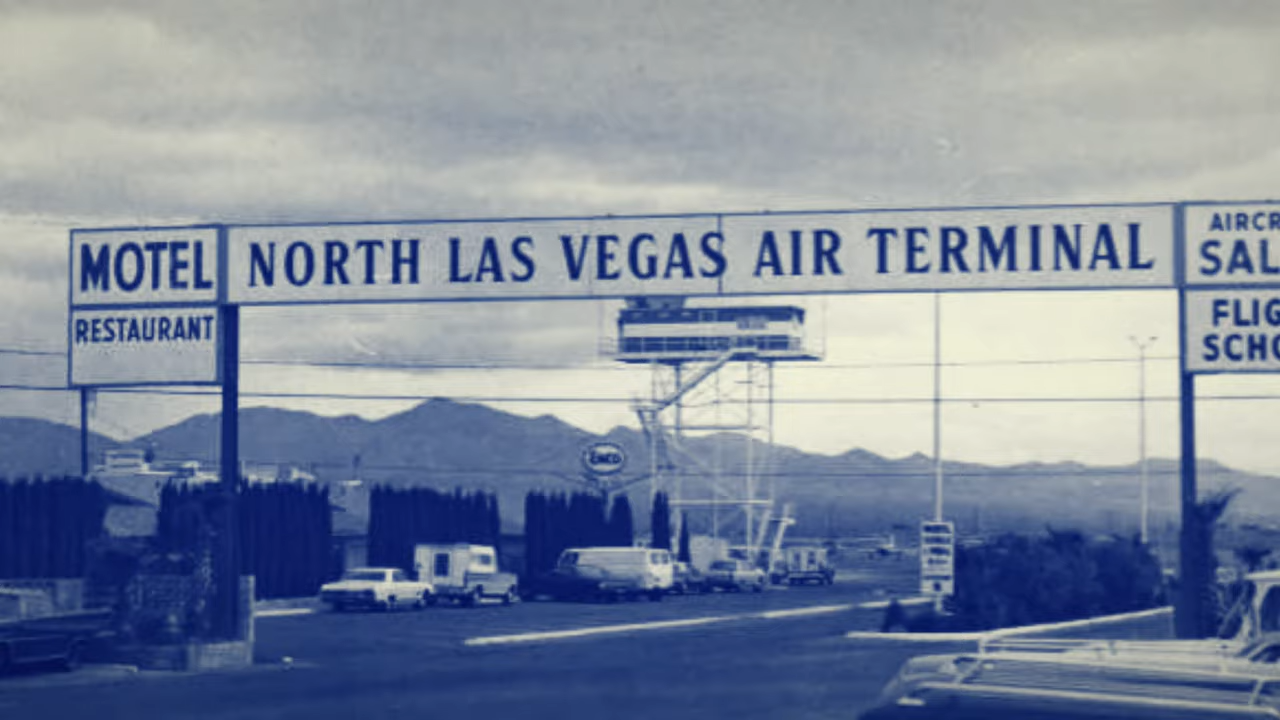 MOTEL
RESTAURANT
NORTH LAS VEGAS AIR TERMINAL
AIRCR
SAL
FLIG
SCHO
ENCO